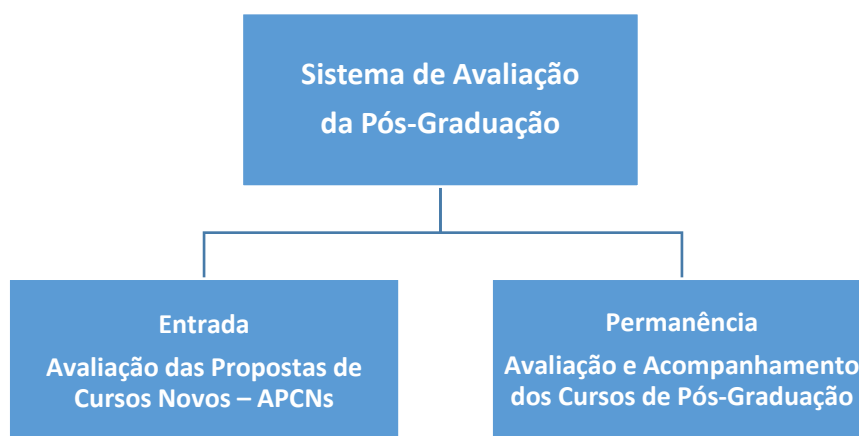 Sistema de Avaliação
da Pós-Graduação
Entrada
Avaliação das Propostas de
Cursos Novos – APCNs
Permanência
Avaliação e Acompanhamento
dos Cursos de Pós-Graduação